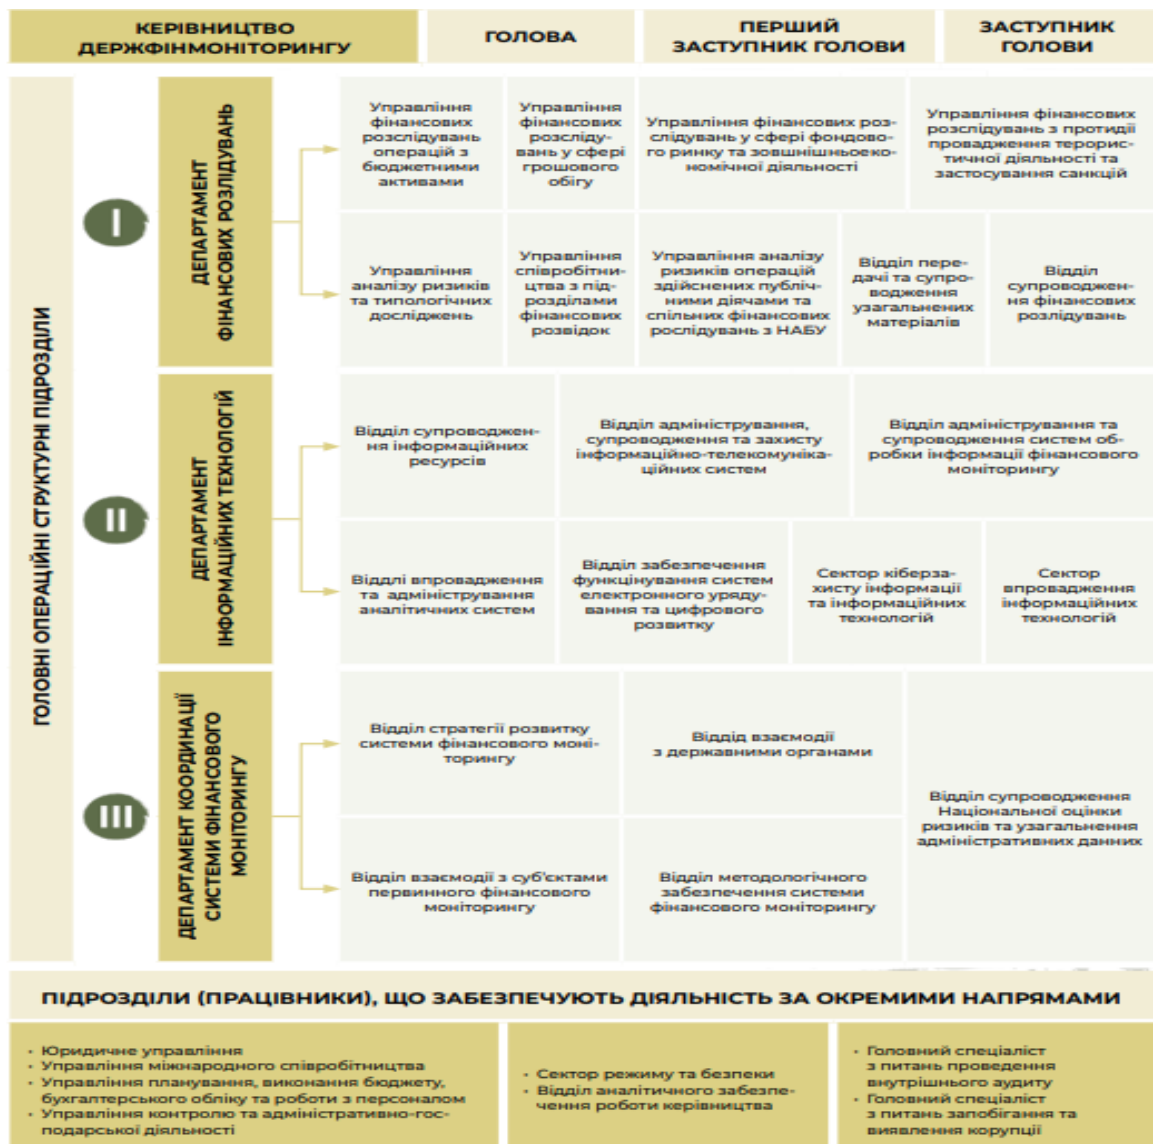 КЕРІВНИЦТВО
ДЕРЖФІНМОНІТОРИНГУ
ГОЛОВА
ПЕРШИЙ
ЗАСТУПНИК ГОЛОВИ
ЗАСТУПНИК
ГОЛОВИ
ГОЛОВНІ ОПЕРАЦІЙНІ СТРУКТУРНІ ПІДРОЗДІЛИ
I
ДЕПАРТАМЕНТ
ФІНАНСОВИХ РОЗЛІДУВАНЬ
Управління
фінансових
розслідувань
операцій з
бюджетними
активами
Управління
фінансових
розсліду-
вань у сфері
грошового
обігу
Управління фінансових роз-
слідувань у сфері фондово-
го ринку та зовнішньоеко-
номічної діяльності
Управління фінансових
розслідувань з протидії
провадження терорис-
тичної діяльності та
застосування санкцій
Управління
аналізу ризиків
та типологічних
досліджень
Управління
співробітни-
цтва з під-
розділами
фінансових
розвідок
Управління аналізу
ризиків операцій
здійснених публіч-
ними діячами та
спільних фінансових
рослідувань з НАБУ
Відділ пере-
дачі та супро-
водження
узагальнених
матеріалів
Відділ
супроводжен-
ня фінансових
розлідувань
II
ДЕПАРТАМЕНТ
ІНФОРМАЦІЙНИХ ТЕХНОЛОГІЙ
Відділ супроводжен-
ня інформаційних
ресурсів
Відділ адміністрування,
супроводження та захисту
інформаційно-телекомуніка-
ційних систем
Відділ адміністрування та
супроводження систем об-
робки інформації фінансового
моніторингу
Віддлі впровадження
та адміністрування
аналітичних систем
Відділ забезпечення
функцінування систем
електронного уряду-
вання та цифрового
розвитку
Сектор кіберза-
хисту інформації
та інформаційних
технологій
Сектор
впровадження
інформаційних
технологій
III
ДЕПАРТАМЕНТ КООРДИНАЦІЇ
СИСТЕМИ ФІНАНСОВОГО
МОНІТОРИНГУ
Відділ стратегії розвитку
системи фінансового моні-
торингу
Віддід взаємодії
з державними органами
Відділ супроводження
Національної оцінки
ризиків та узагальнення
адміністративних данних
Відділ взаємодії з суб'єктами
первинного фінансового
моніторингу
Відділ методологічного
забезпечення системи
фінансового моніторингу
ПІДРОЗДІЛИ (ПРАЦІВНИКИ), ЩО ЗАБЕЗПЕЧУЮТЬ ДІЯЛЬНІСТЬ ЗА ОКРЕМИМИ НАПРЯМАМИ
• Юридичне управління
• Управління міжнародного співробітництва
• Управління планування, виконання бюджету,
бухгалтерського обліку та роботи з персоналом
• Управління контролю та адміністративно-гос-
подарської діяльності
• Сектор режиму та безпеки
• Відділ аналітичного забезпе-
чення роботи керівництва
• Головний спеціаліст
з питань проведення
внутрішнього аудиту
• Головний спеціаліст
з питань запобігання та
виявлення корупції